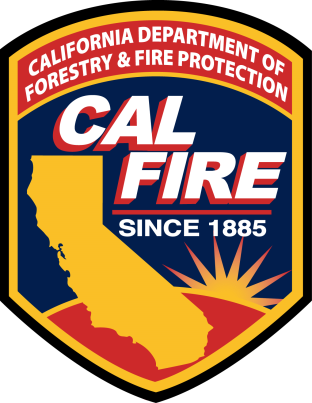 CALIFORNIA DEPARTMENT OF
FORESTRY & FIRE PROTECTION
CAL
FIRE
SINCE 1885